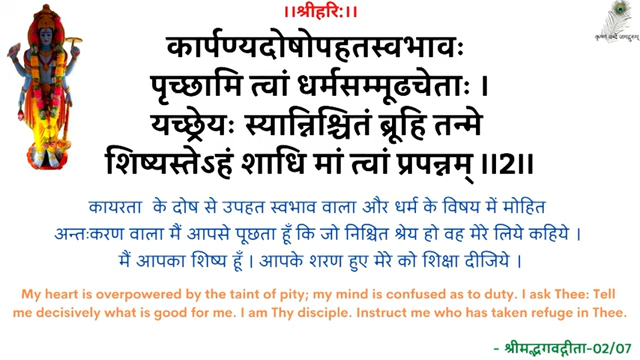 ।।श्रीहरि:।।
कृष्णं वन्दे जगद्गुरुम्
कार्पण्यदोषोपहतस्वभावः
पृच्छामि त्वां धर्मसम्मूढचेताः ।
यच्छ्रेयः स्यान्निश्चितं ब्रूहि तन्मे
शिष्यस्तेऽहं शाधि मां त्वां प्रपन्नम् ।।2।।
कायरता के दोष से उपहत स्वभाव वाला और धर्म के विषय में मोहित
अन्तःकरण वाला मैं आपसे पूछता हूँ कि जो निश्चित श्रेय हो वह मेरे लिये कहिये ।
मैं आपका शिष्य हूँ । आपके शरण हुए मेरे को शिक्षा दीजिये ।
My heart is overpowered by the taint of pity; my mind is confused as to duty. I ask Thee: Tell
me decisively what is good for me. I am Thy disciple. Instruct me who has taken refuge in Thee.
- श्रीमद्भगवद्गीता-02/07